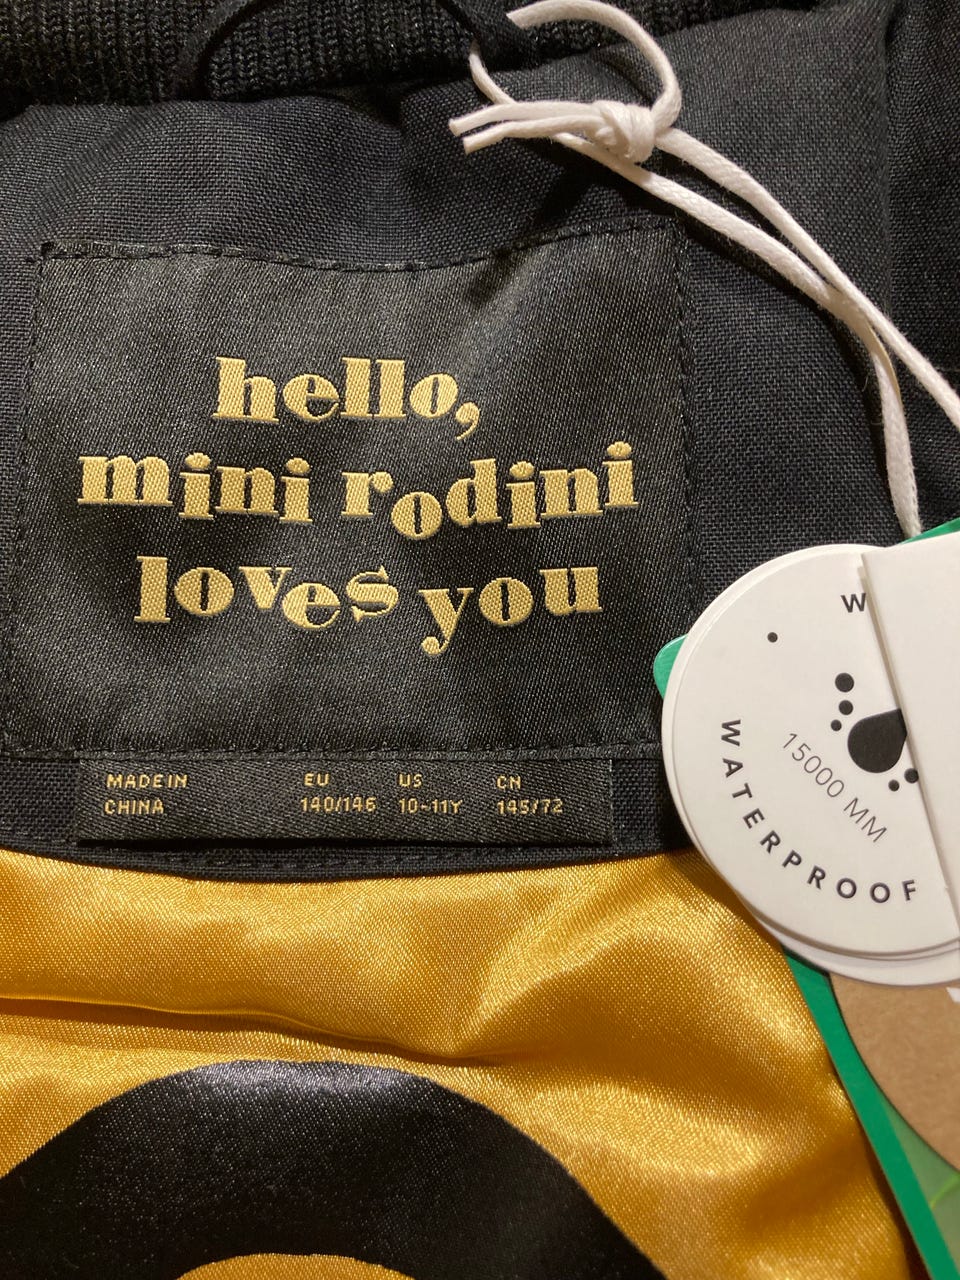 hello,
mini rodini
loves you
MADE IN
CHINA
EU
140/146
US
10-11Y
CN
145/72
15000 MM
WATERPROOF